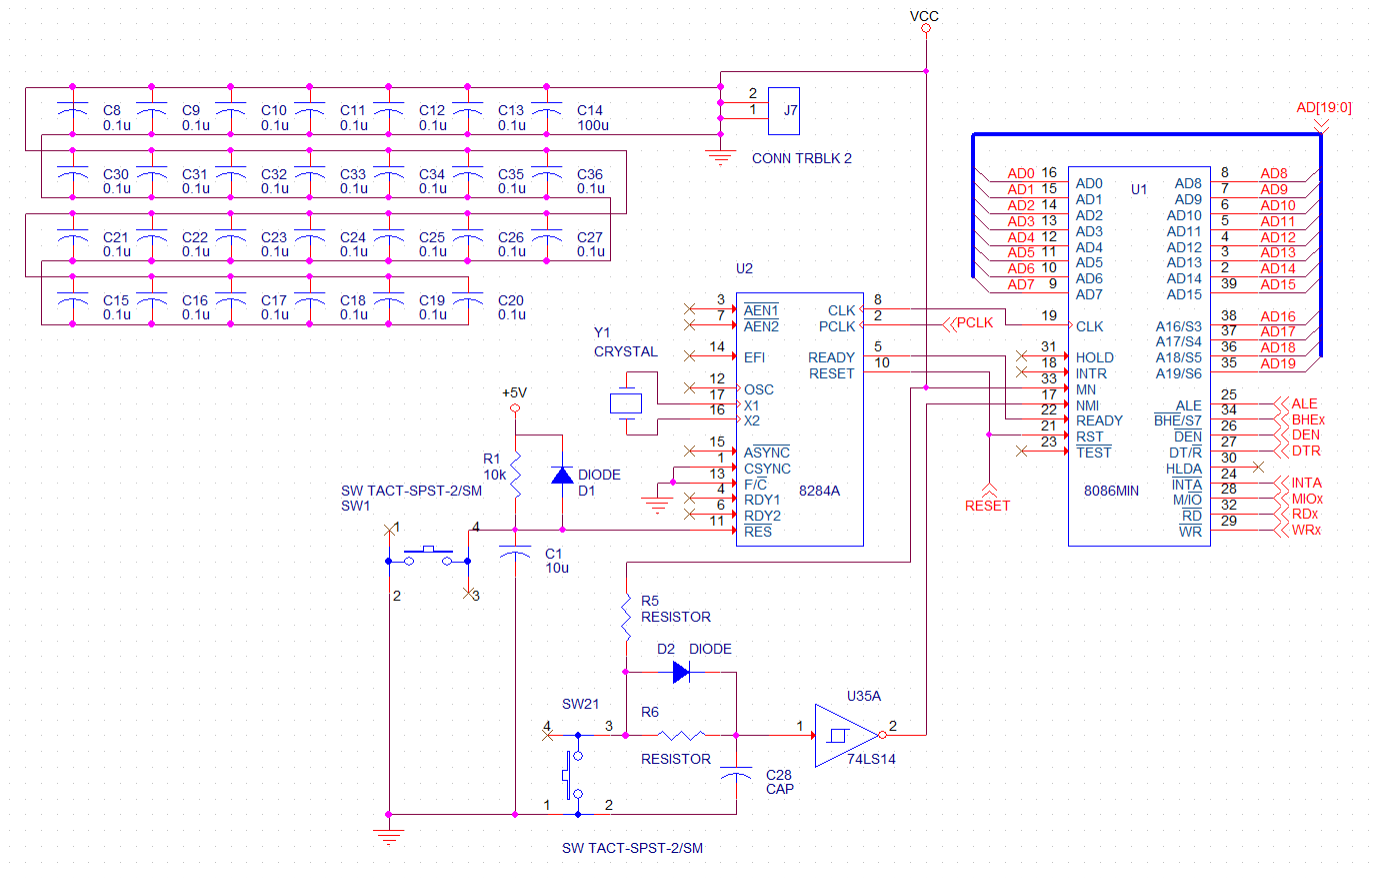 VCC
C8
0.1u
C9
0.1u
C10
0.1u
C11
0.1u
C12
0.1u
C13
0.1u
C14
100u
2
1
J7
CONN TRBLK 2
C30
0.1u
C31
0.1u
C32
0.1u
C33
0.1u
C34
0.1u
C35
0.1u
C36
0.1u
C21
0.1u
C22
0.1u
C23
0.1u
C24
0.1u
C25
0.1u
C26
0.1u
C27
0.1u
C15
0.1u
C16
0.1u
C17
0.1u
C18
0.1u
C19
0.1u
C20
0.1u
AD[19:0]
U1
AD0 16 AD0
AD1 15 AD1
AD2 14 AD2
AD3 13 AD3
AD4 12 AD4
AD5 11 AD5
AD6 10 AD6
AD7 9 AD7
19 CLK
31 HOLD
18 INTR
33 MN
17 NMI
22 READY
21 RST
23 TEST
AD8 8 AD8
AD9 7 AD9
AD10 6 AD10
AD11 5 AD11
AD12 4 AD12
AD13 3 AD13
AD14 2 AD14
AD15 39 AD15
A16/S3 38 AD16
A17/S4 37 AD17
A18/S5 36 AD18
A19/S6 35 AD19
ALE 25 ALE
BHE/S7 34 BHEx
DEN 26 DEN
DT/R 27 DTR
HLDA 30
INTA 24 INTA
M/IO 28 MIOx
RD 32 RDx
WR 29 WRx
8086MIN
U2
3 AEN1
7 AEN2
14 EFI
12 OSC
17 X1
16 X2
15 ASYNC
1 CSYNC
13 F/C
4 RDY1
6 RDY2
11 RES
CLK 8
PCLK 2 PCLK
READY 5
RESET 10
8284A
RESET
Y1
CRYSTAL
+5V
R1
10k
DIODE
D1
SW TACT-SPST-2/SM
SW1
1
4
2
3
C1
10u
R5
RESISTOR
D2 DIODE
SW21
4
3
R6
RESISTOR
1
2
C28
CAP
U35A
1
2
74LS14
SW TACT-SPST-2/SM